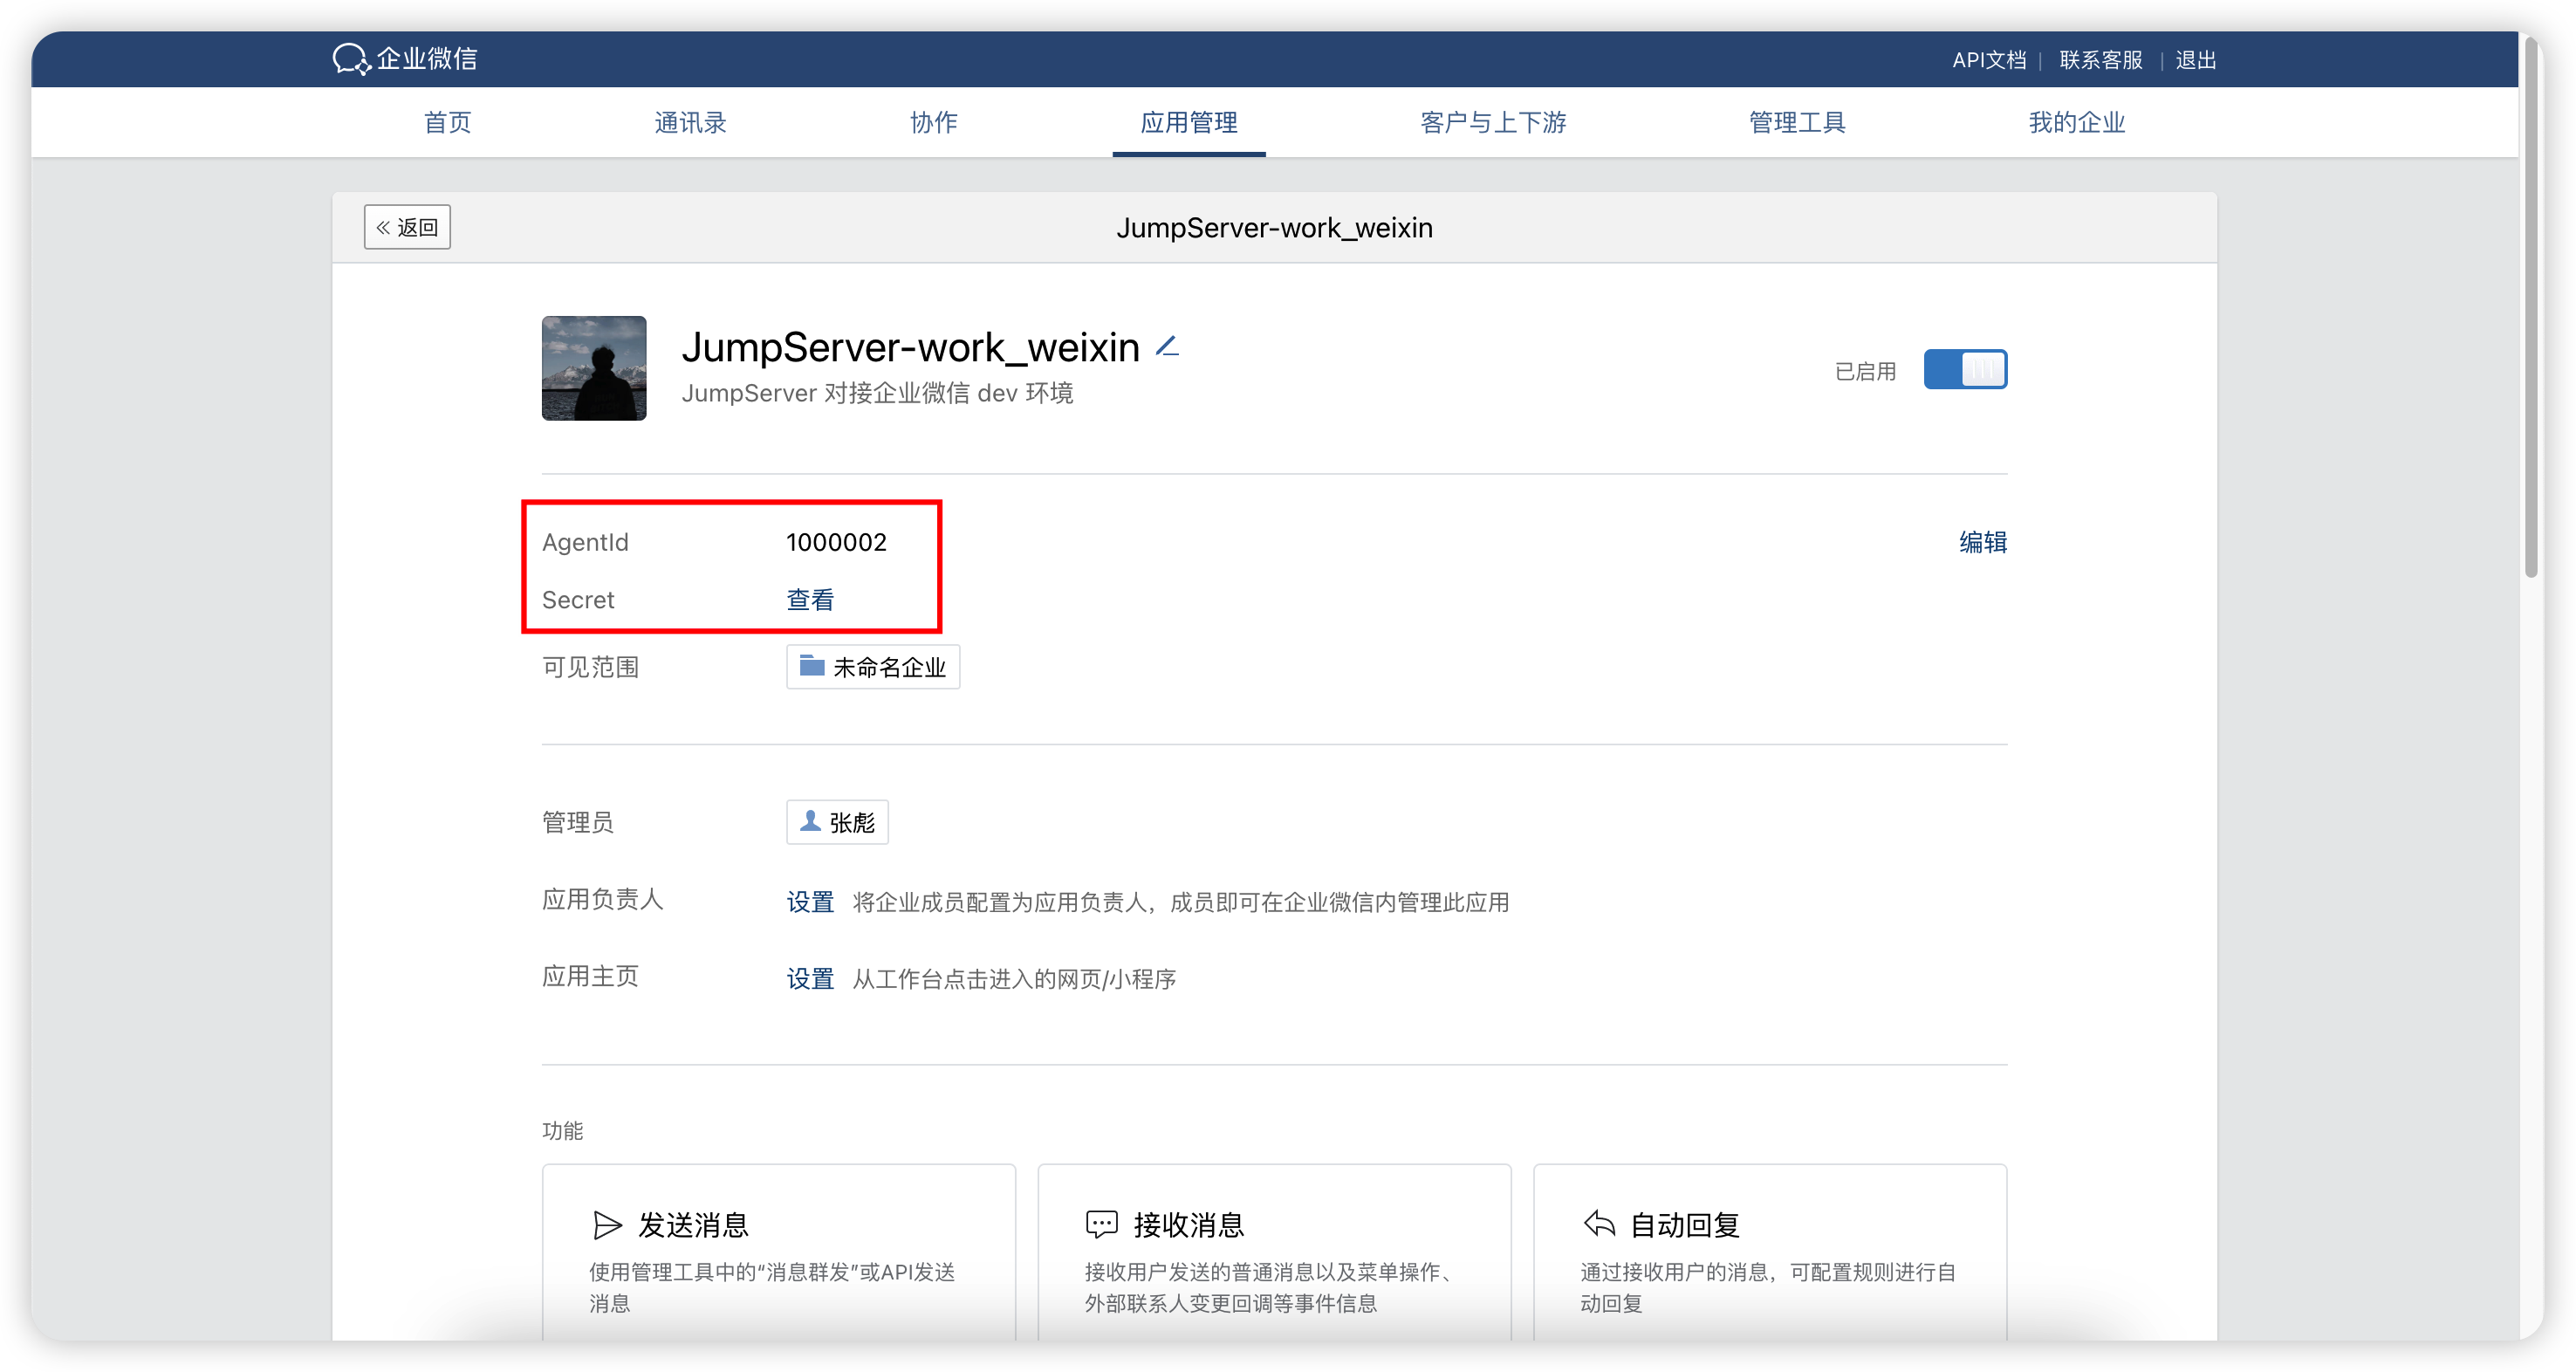 企业微信
API文档 | 联系客服 | 退出
首页 通讯录 协作 应用管理 客户与上下游 管理工具 我的企业
« 返回 JumpServer-work_weixin
JumpServer-work_weixin
JumpServer 对接企业微信 dev 环境
已启用
AgentId 1000002 编辑
Secret 查看
可见范围 未命名企业
管理员 张彪
应用负责人 设置 将企业成员配置为应用负责人，成员即可在企业微信内管理此应用
应用主页 设置 从工作台点击进入的网页/小程序
功能
发送消息
使用管理工具中的“消息群发”或API发送
消息
接收消息
接收用户发送的普通消息以及菜单操作、
外部联系人变更回调等事件信息
自动回复
通过接收用户的消息，可配置规则进行自
动回复